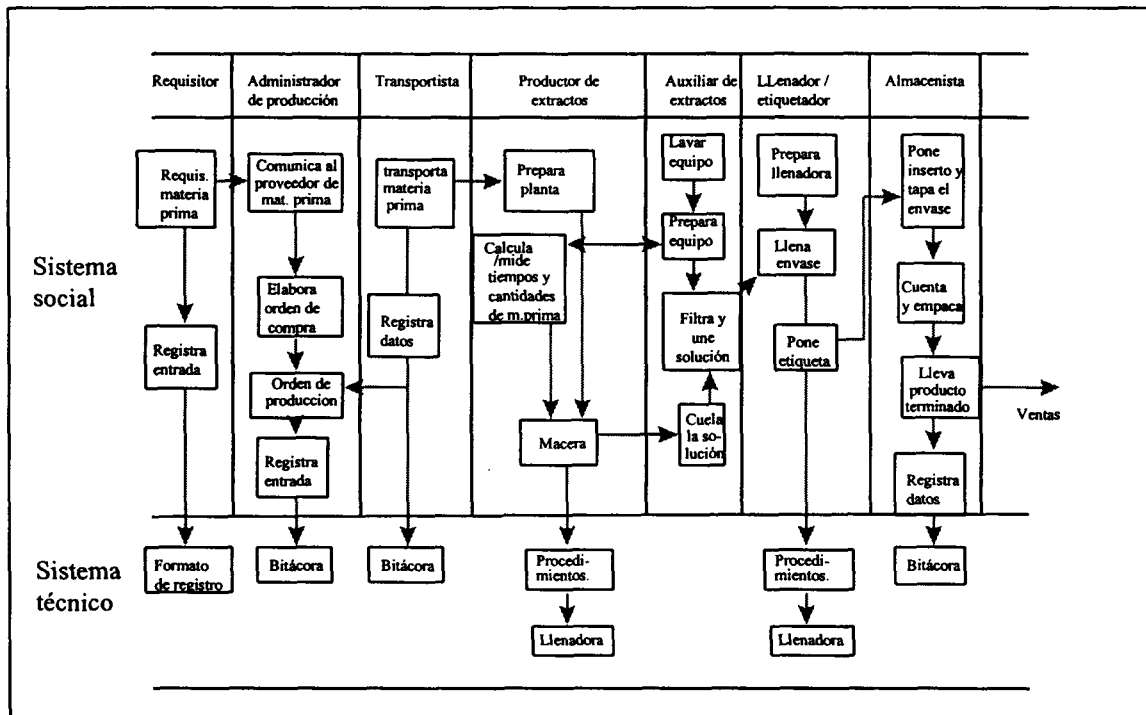 Requisitor
Administrador
de producción
Transportista
Productor de
extractos
Auxiliar de
extractos
LLenador /
etiquetador
Almacenista
Sistema
social
Requis.
materia
prima
Registra
entrada
Comunica al
proveedor de
mat. prima
Elabora
orden de
compra
Orden de
produccion
Registra
entrada
transporta
materia
prima
Registra
datos
Prepara
planta
Calcula
/mide
tiempos y
cantidades
de m.prima
Macera
Lavar
equipo
Prepara
equipo
Filtra y
une
solución
Cuela
la so-
lución
Prepara
llenadora
Llena
envase
Pone
etiqueta
Pone
inserto y
tapa el
envase
Cuenta
y empaca
Lleva
producto
terminado
Ventas
Registra
datos
Sistema
técnico
Formato
de registro
Bitácora
Bitácora
Procedi-
mientos.
Llenadora
Procedi-
mientos.
Llenadora
Bitácora